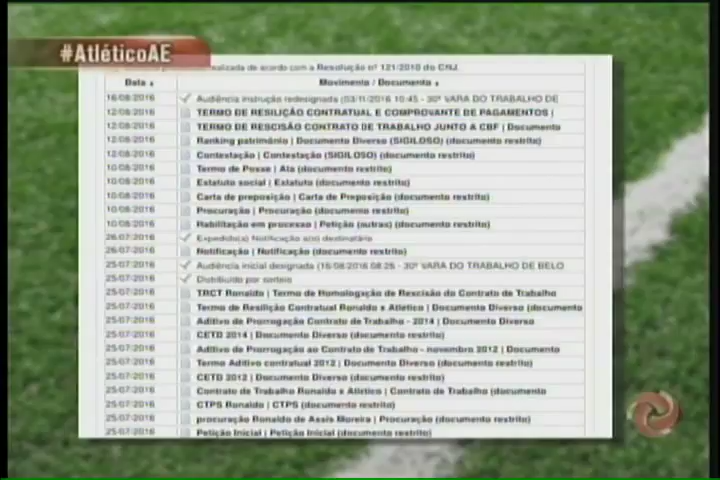 #AtléticoAE
realizada de acordo com a Resolução nº 121/2010 do CNJ.
Data Movimento / Documento
16/08/2016 Audiência instrução redesignada (03/11/2016 10:45 - 30ª VARA DO TRABALHO DE
12/08/2016 TERMO DE RESILIÇÃO CONTRATUAL E COMPROVANTE DE PAGAMENTOS |
12/08/2016 TERMO DE RESCISÃO CONTRATO DE TRABALHO JUNTO A CBF | Documento
12/08/2016 Ranking patrimônio | Documento Diverso (SIGILOSO) (documento restrito)
12/08/2016 Contestação | Contestação (SIGILOSO) (documento restrito)
10/08/2016 Termo de Posse | Ata (documento restrito)
10/08/2016 Estatuto social | Estatuto (documento restrito)
10/08/2016 Carta de preposição | Carta de Preposição (documento restrito)
10/08/2016 Procuração | Procuração (documento restrito)
10/08/2016 Habilitação em processo | Petição (outras) (documento restrito)
26/07/2016 Expedido(a) Notificação a(o) destinatário
26/07/2016 Notificação | Notificação (documento restrito)
25/07/2016 Audiência inicial designada (16/08/2016 08:25 - 30ª VARA DO TRABALHO DE BELO
25/07/2016 Distribuído por sorteio
25/07/2016 TRCT Ronaldo | Termo de Homologação de Rescisão do Contrato de Trabalho
25/07/2016 Termo de Resilição Contratual Ronaldo x Atletico | Documento Diverso (documento
25/07/2016 Aditivo de Prorrogação Contrato de Trabalho - 2014 | Documento Diverso
25/07/2016 CETD 2014 | Documento Diverso (documento restrito)
25/07/2016 Aditivo de Prorrogação ao Contrato de Trabalho - novembro 2012 | Documento
25/07/2016 Termo Aditivo contratual 2012 | Documento Diverso (documento restrito)
25/07/2016 CETD 2012 | Documento Diverso (documento restrito)
25/07/2016 Contrato de Trabalho Ronaldo x Atlético | Contrato de Trabalho (documento
25/07/2016 CTPS Ronaldo | CTPS (documento restrito)
25/07/2016 procuração Ronaldo de Assis Moreira | Procuração (documento restrito)
25/07/2016 Petição Inicial | Petição Inicial (documento restrito)